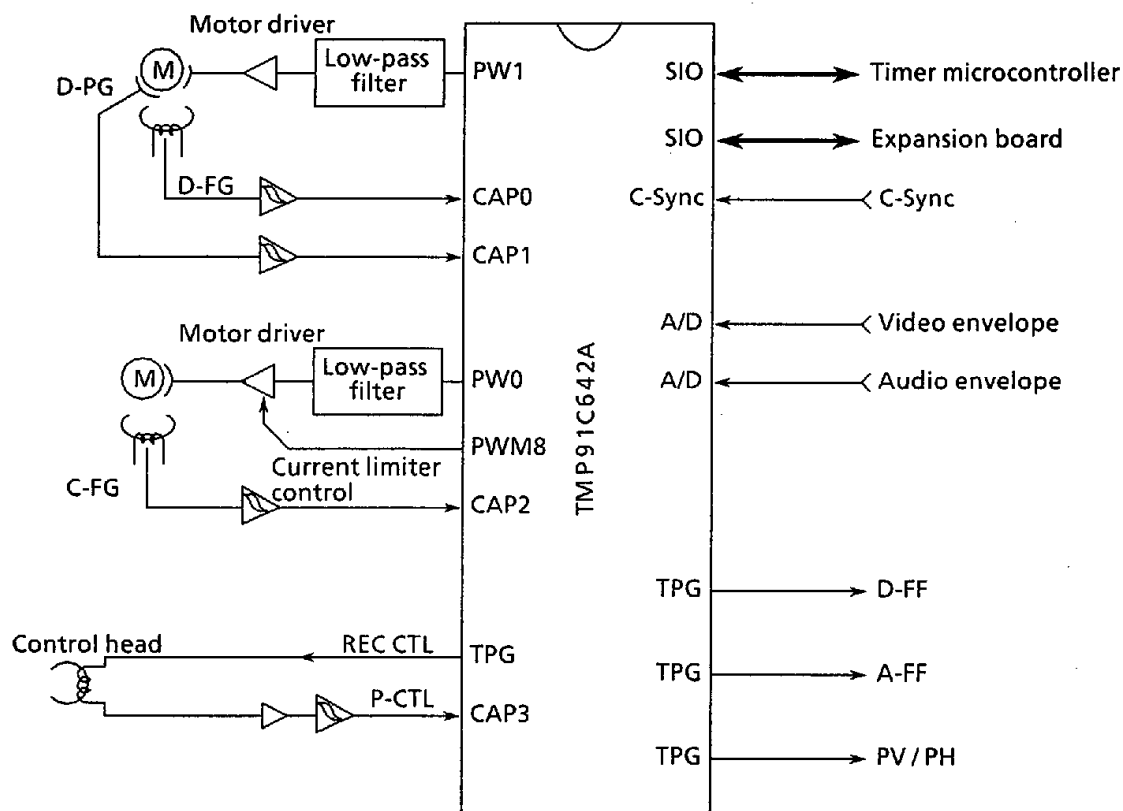 Motor driver
D-PG
M
Low-pass
filter
PW1
D-FG
CAP0
CAP1
Motor driver
M
Low-pass
filter
PW0
PWM8
Current limiter
control
C-FG
CAP2
Control head
REC CTL
TPG
P-CTL
CAP3
TMP91C642A
SIO
Timer microcontroller
SIO
Expansion board
C-Sync
C-Sync
A/D
Video envelope
A/D
Audio envelope
TPG
D-FF
TPG
A-FF
TPG
PV / PH